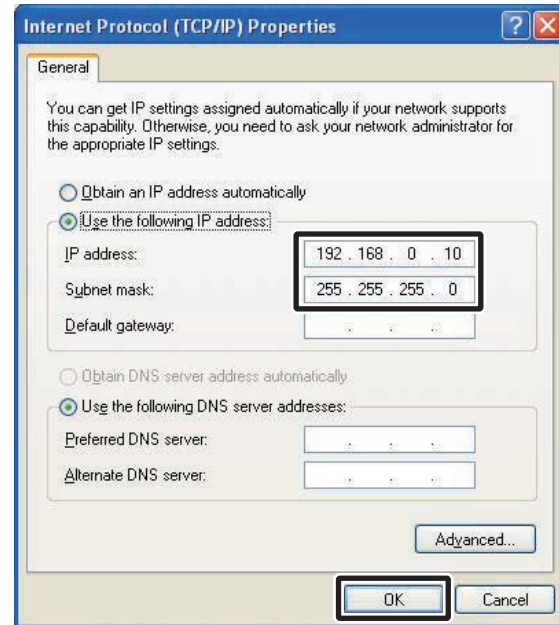 Internet Protocol (TCP/IP) Properties
General
You can get IP settings assigned automatically if your network supports
this capability. Otherwise, you need to ask your network administrator for
the appropriate IP settings.
Obtain an IP address automatically
Use the following IP address:
IP address: 192 . 168 . 0 . 10
Subnet mask: 255 . 255 . 255 . 0
Default gateway: . . .
Obtain DNS server address automatically
Use the following DNS server addresses:
Preferred DNS server: . . .
Alternate DNS server: . . .
Advanced...
OK Cancel